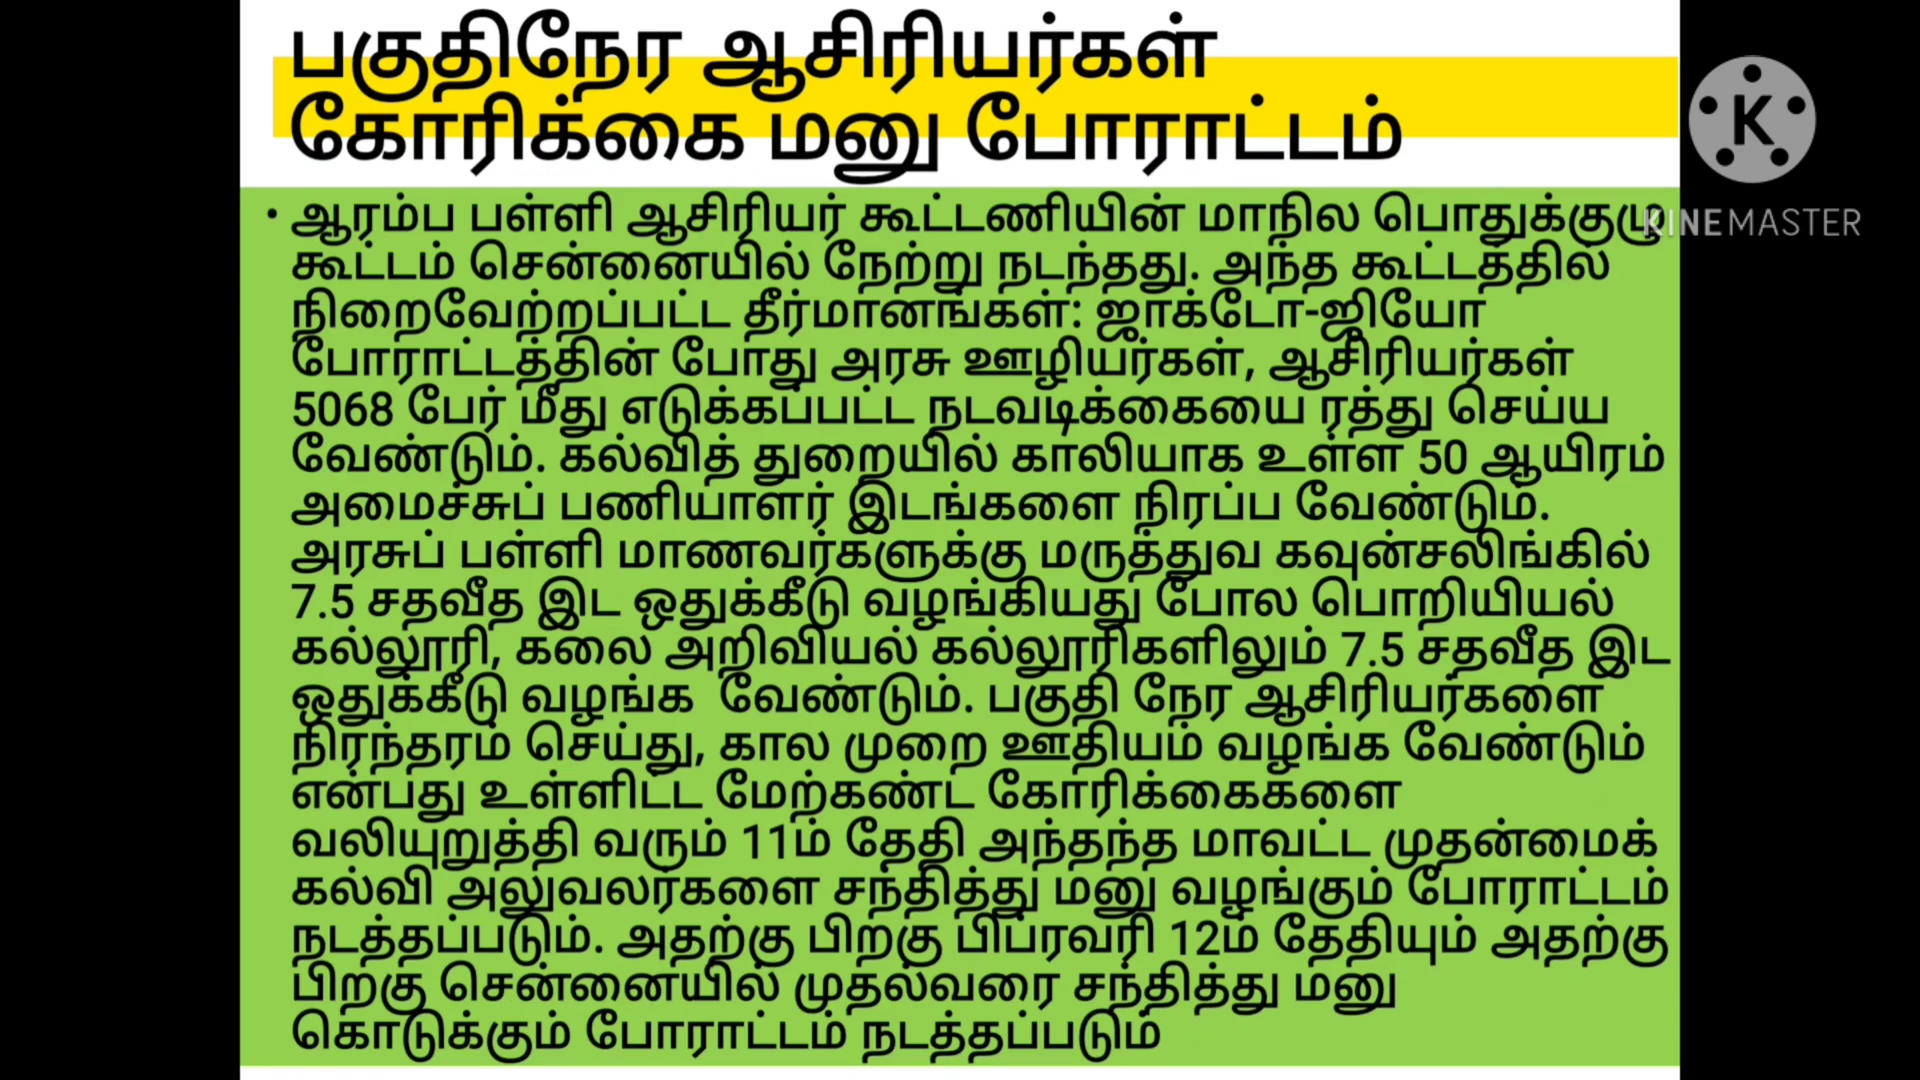 பகுதிநேர ஆசிரியர்கள்
கோரிக்கை மனு போராட்டம்
• ஆரம்ப பள்ளி ஆசிரியர் கூட்டணியின் மாநில பொதுக்குழு
கூட்டம் சென்னையில் நேற்று நடந்தது. அந்த கூட்டத்தில்
நிறைவேற்றப்பட்ட தீர்மானங்கள்: ஜாக்டோ-ஜியோ
போராட்டத்தின் போது அரசு ஊழியர்கள், ஆசிரியர்கள்
5068 பேர் மீது எடுக்கப்பட்ட நடவடிக்கையை ரத்து செய்ய
வேண்டும். கல்வித் துறையில் காலியாக உள்ள 50 ஆயிரம்
அமைச்சுப் பணியாளர் இடங்களை நிரப்ப வேண்டும்.
அரசுப் பள்ளி மாணவர்களுக்கு மருத்துவ கவுன்சலிங்கில்
7.5 சதவீத இட ஒதுக்கீடு வழங்கியது போல பொறியியல்
கல்லூரி, கலை அறிவியல் கல்லூரிகளிலும் 7.5 சதவீத இட
ஒதுக்கீடு வழங்க வேண்டும். பகுதி நேர ஆசிரியர்களை
நிரந்தரம் செய்து, கால முறை ஊதியம் வழங்க வேண்டும்
என்பது உள்ளிட்ட மேற்கண்ட கோரிக்கைகளை
வலியுறுத்தி வரும் 11ம் தேதி அந்தந்த மாவட்ட முதன்மைக்
கல்வி அலுவலர்களை சந்தித்து மனு வழங்கும் போராட்டம்
நடத்தப்படும். அதற்கு பிறகு பிப்ரவரி 12ம் தேதியும் அதற்கு
பிறகு சென்னையில் முதல்வரை சந்தித்து மனு
கொடுக்கும் போராட்டம் நடத்தப்படும்
K
KINEMASTER